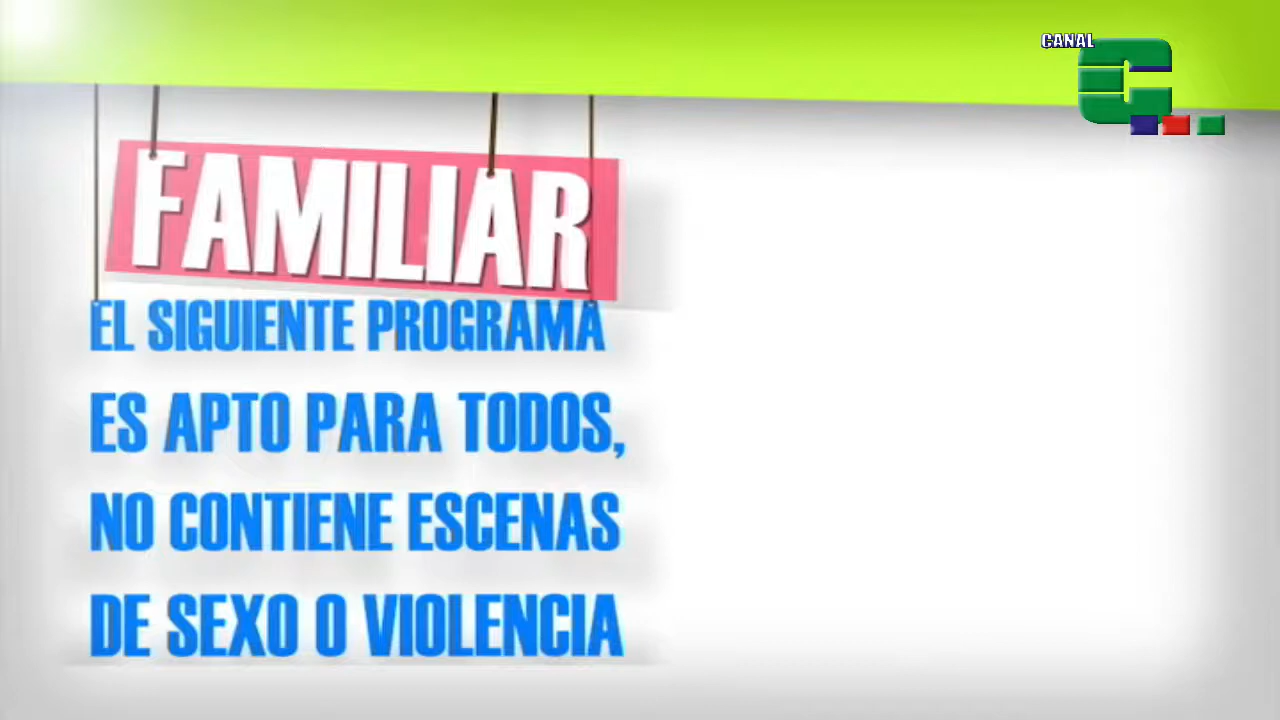 CANAL
C
FAMILIAR
EL SIGUIENTE PROGRAMA
ES APTO PARA TODOS,
NO CONTIENE ESCENAS
DE SEXO O VIOLENCIA